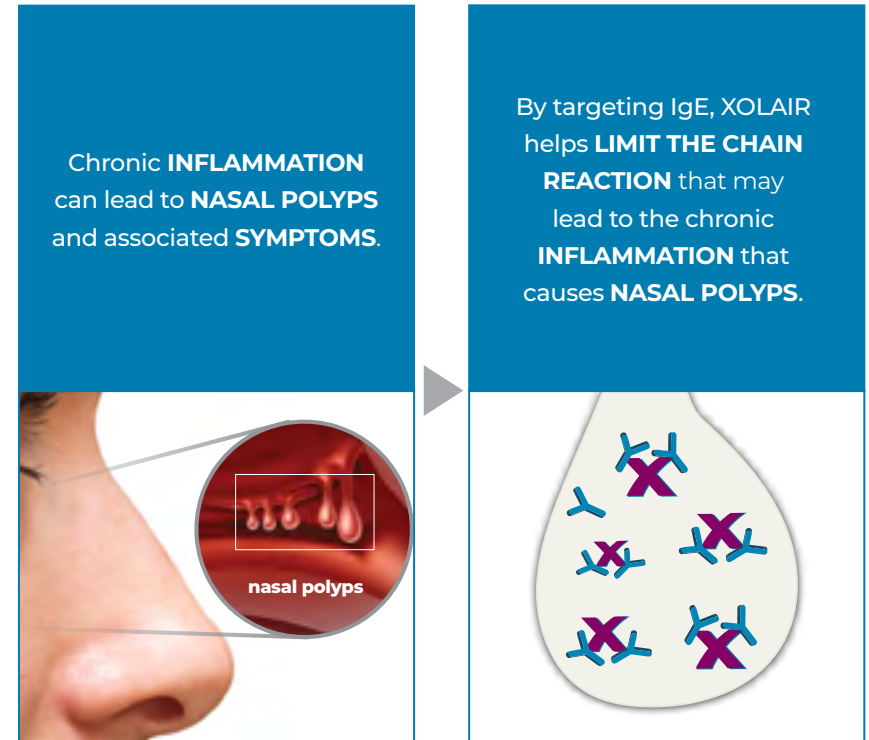 Chronic INFLAMMATION
can lead to NASAL POLYPS
and associated SYMPTOMS.
nasal polyps
By targeting IgE, XOLAIR
helps LIMIT THE CHAIN
REACTION that may
lead to the chronic
INFLAMMATION that
causes NASAL POLYPS.